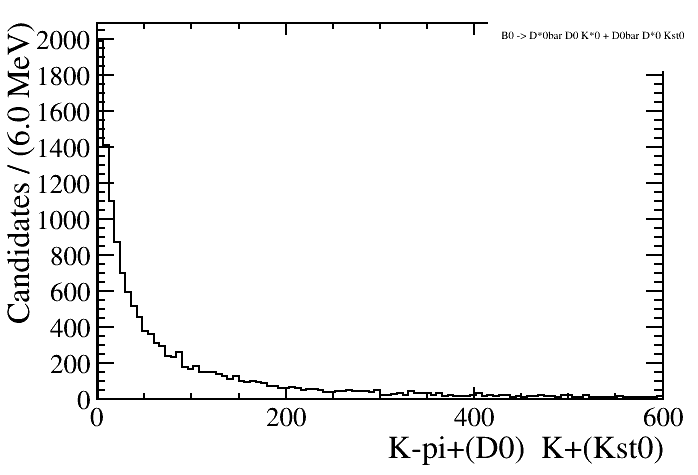 B0 -> D*0bar D0 K*0 + D0bar D*0 Kst0
Candidates / (6.0 MeV)
2000
1800
1600
1400
1200
1000
800
600
400
200
0
0 200 400 600
K-pi+(D0) K+(Kst0)